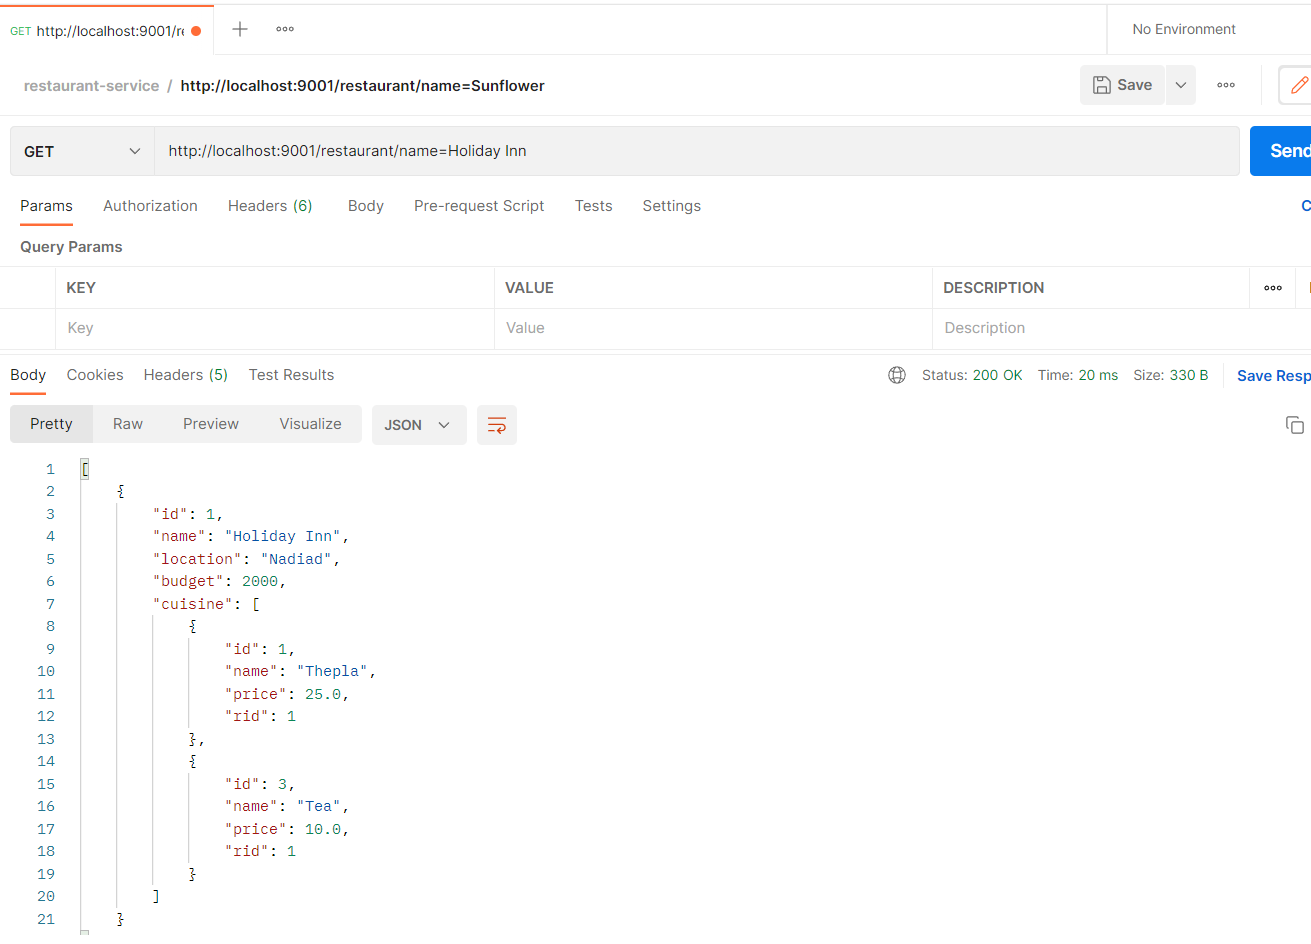 GET http://localhost:9001/re
No Environment
restaurant-service / http://localhost:9001/restaurant/name=Sunflower
Save
GET http://localhost:9001/restaurant/name=Holiday Inn
Send
Params Authorization Headers (6) Body Pre-request Script Tests Settings
C
Query Params
KEY VALUE DESCRIPTION
Key Value Description
Body Cookies Headers (5) Test Results Status: 200 OK Time: 20 ms Size: 330 B Save Resp
Pretty Raw Preview Visualize JSON
1 [
2 {
3 "id": 1,
4 "name": "Holiday Inn",
5 "location": "Nadiad",
6 "budget": 2000,
7 "cuisine": [
8 {
9 "id": 1,
10 "name": "Thepla",
11 "price": 25.0,
12 "rid": 1
13 },
14 {
15 "id": 3,
16 "name": "Tea",
17 "price": 10.0,
18 "rid": 1
19 }
20 ]
21 }